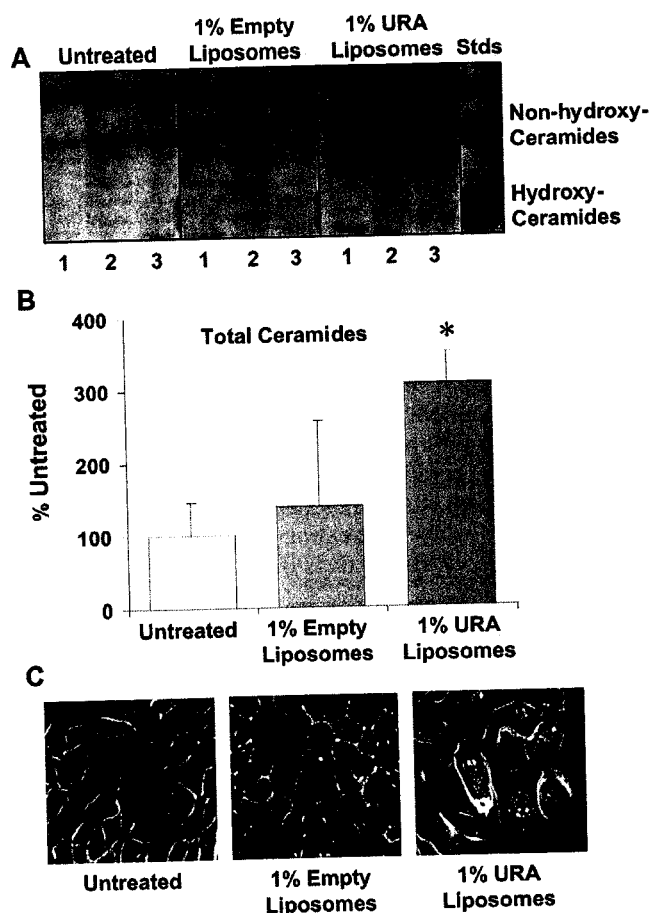 A
Untreated
1% Empty
Liposomes
1% URA
Liposomes
Stds
Non-hydroxy-
Ceramides
Hydroxy-
Ceramides
1 2 3 1 2 3 1 2 3
B
Total Ceramides
*
% Untreated
400
300
200
100
0
Untreated
1% Empty
Liposomes
1% URA
Liposomes
C
Untreated
1% Empty
Liposomes
1% URA
Liposomes